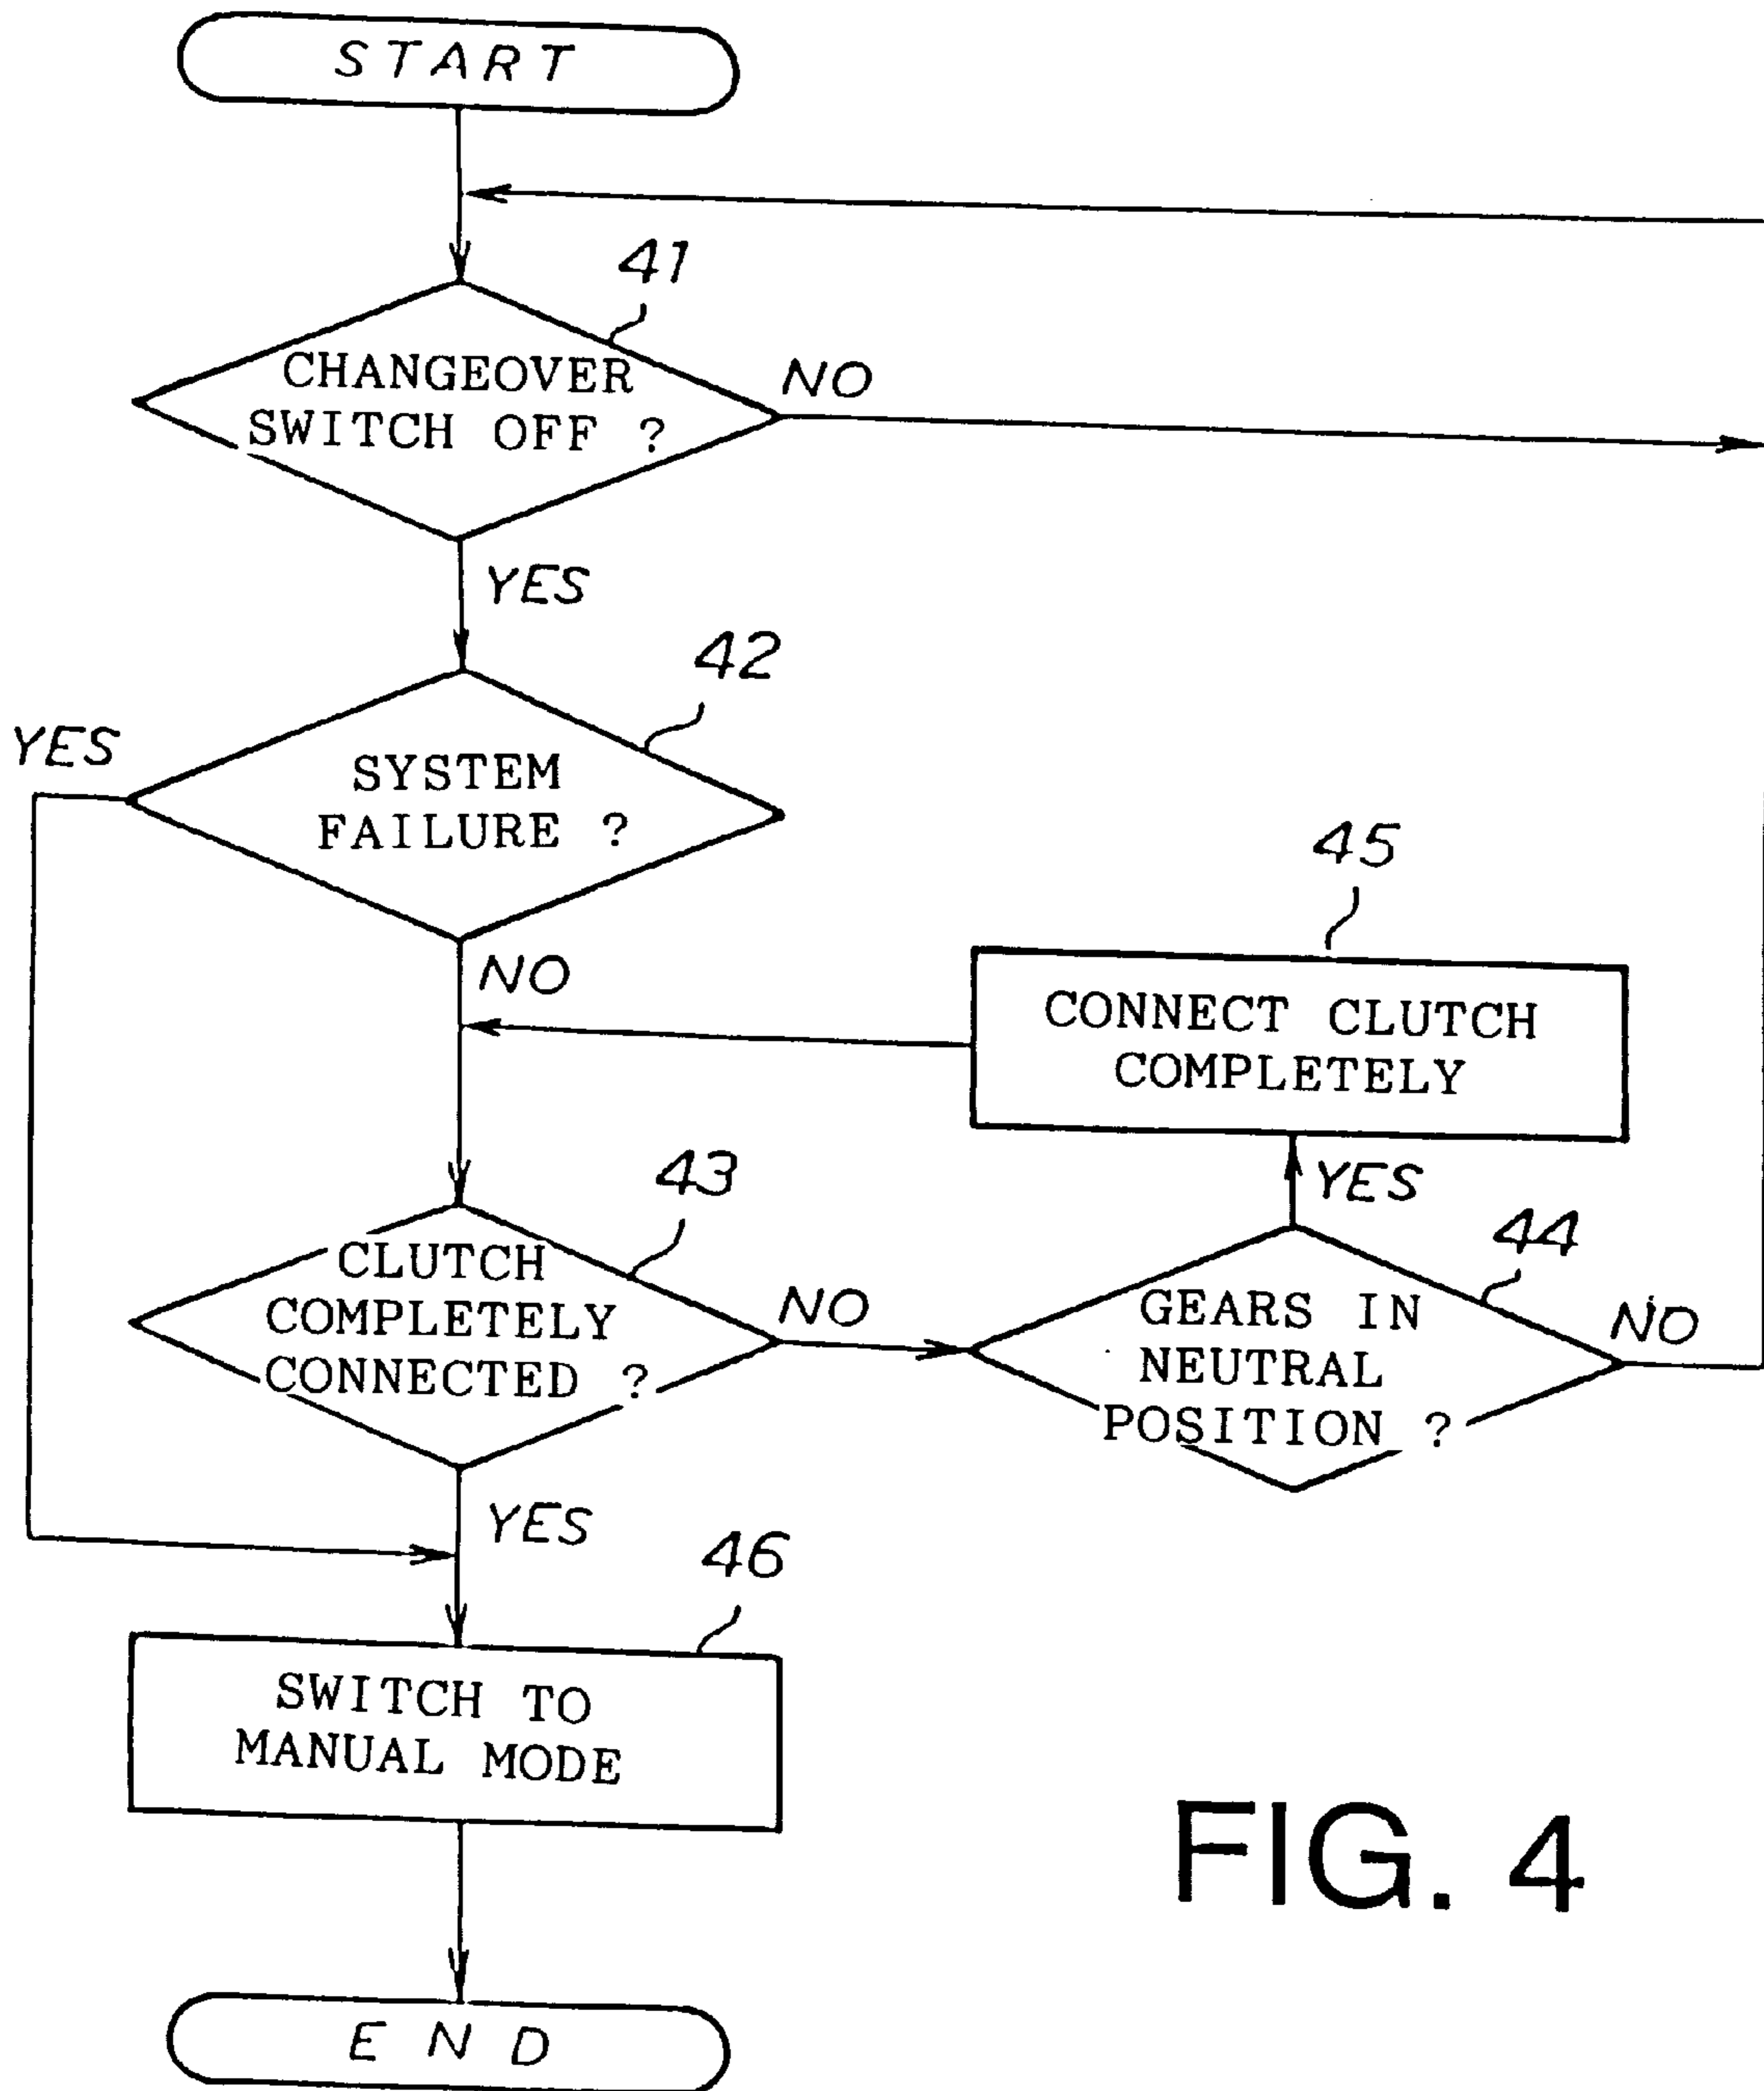 START
41
CHANGEOVER
SWITCH OFF ?
NO
YES
42
YES
SYSTEM
FAILURE ?
NO
45
CONNECT CLUTCH
COMPLETELY
43
YES
44
CLUTCH
COMPLETELY
CONNECTED ?
NO
GEARS IN
NEUTRAL
POSITION ?
NO
YES
46
SWITCH TO
MANUAL MODE
END
FIG. 4